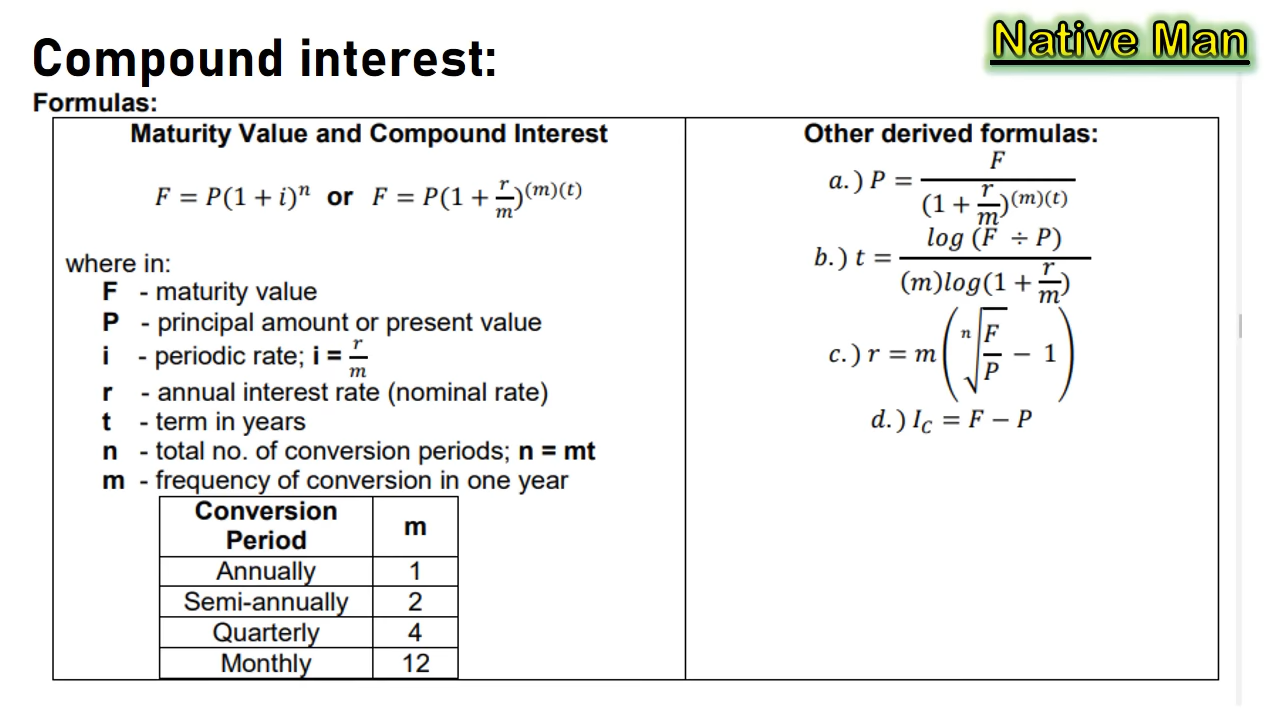 Compound interest:
Native Man
Formulas:
Maturity Value and Compound Interest
F = P(1 + i)ⁿ or F = P(1 + r/m)^(m)(t)
where in:
F - maturity value
P - principal amount or present value
i - periodic rate; i = r/m
r - annual interest rate (nominal rate)
t - term in years
n - total no. of conversion periods; n = mt
m - frequency of conversion in one year
Conversion Period m
Annually 1
Semi-annually 2
Quarterly 4
Monthly 12
Other derived formulas:
a.) P = F / (1 + r/m)^(m)(t)
b.) t = log (F ÷ P) / (m)log(1 + r/m)
c.) r = m(ⁿ√(F/P) − 1)
d.) I_C = F − P